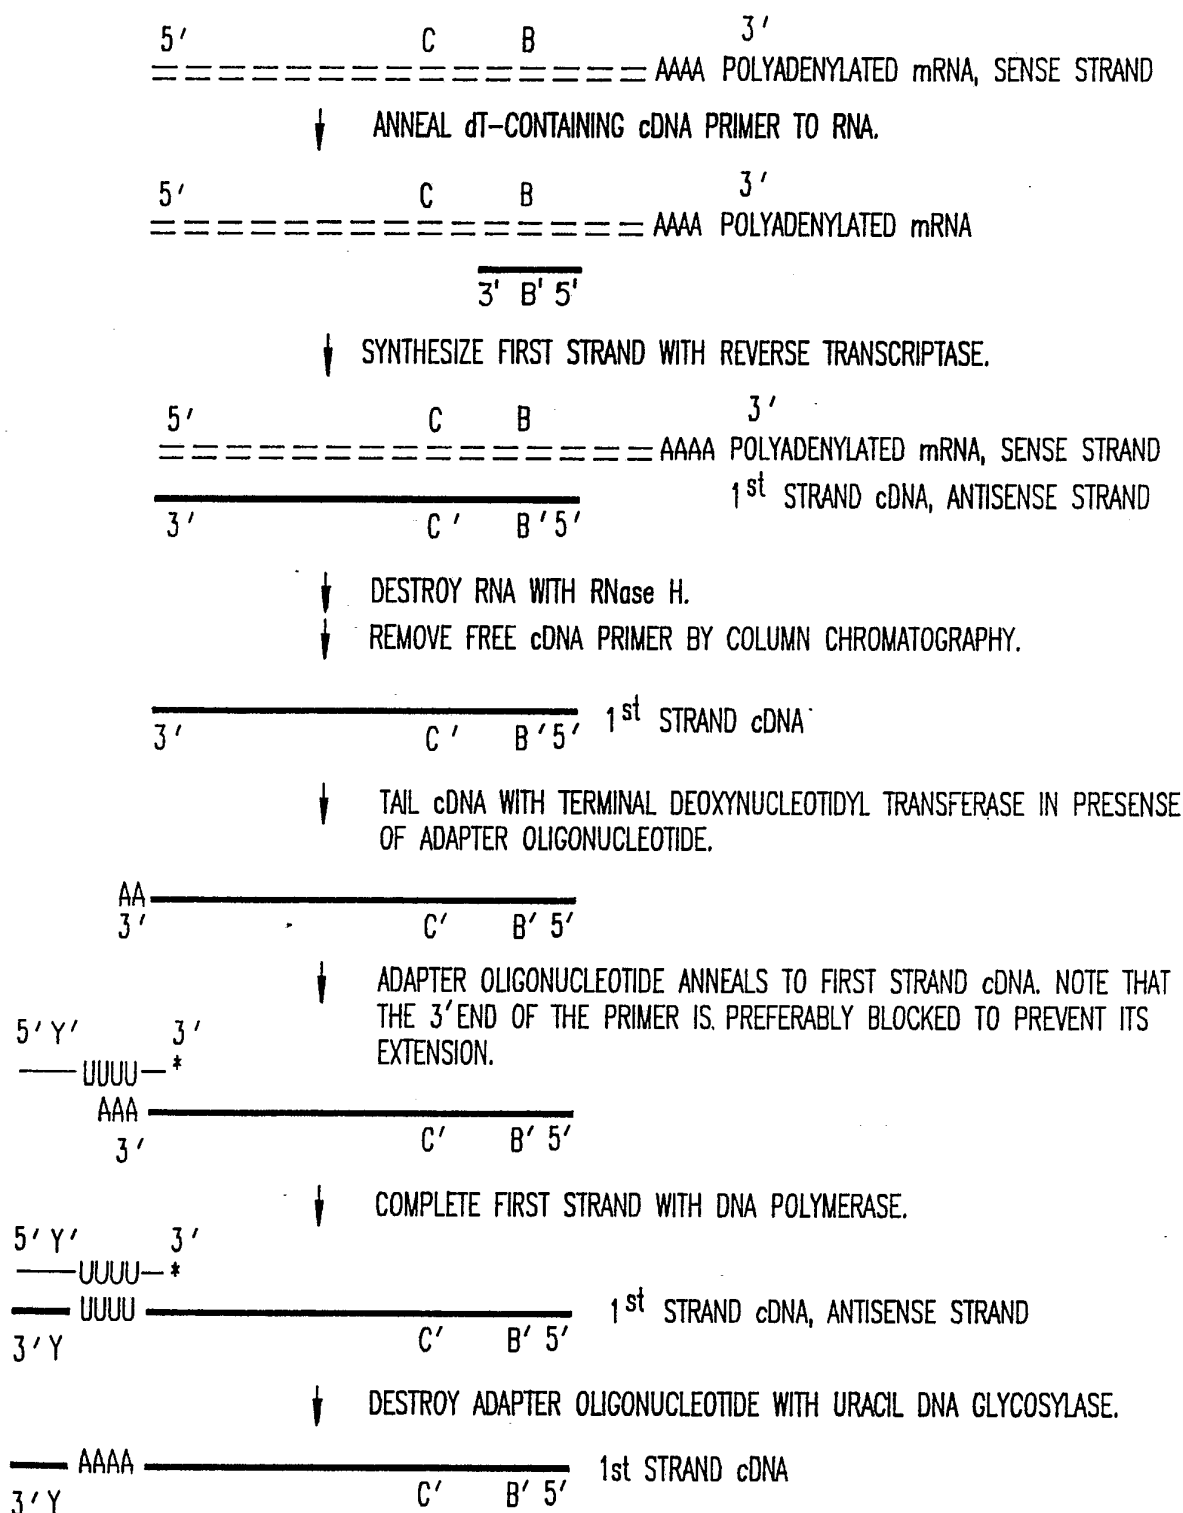 5′ C B 3′
AAAA POLYADENYLATED mRNA, SENSE STRAND
ANNEAL dT-CONTAINING cDNA PRIMER TO RNA.
5′ C B 3′
AAAA POLYADENYLATED mRNA
3' B' 5'
SYNTHESIZE FIRST STRAND WITH REVERSE TRANSCRIPTASE.
5′ C B 3′
AAAA POLYADENYLATED mRNA, SENSE STRAND
1st STRAND cDNA, ANTISENSE STRAND
3′ C′ B′5′
DESTROY RNA WITH RNase H.
REMOVE FREE cDNA PRIMER BY COLUMN CHROMATOGRAPHY.
1st STRAND cDNA
3′ C′ B′5′
TAIL cDNA WITH TERMINAL DEOXYNUCLEOTIDYL TRANSFERASE IN PRESENSE
OF ADAPTER OLIGONUCLEOTIDE.
AA
3′ C′ B′ 5′
ADAPTER OLIGONUCLEOTIDE ANNEALS TO FIRST STRAND cDNA. NOTE THAT
THE 3′END OF THE PRIMER IS. PREFERABLY BLOCKED TO PREVENT ITS
EXTENSION.
5′ Y′ 3′
UUUU *
AAA
3′ C′ B′ 5′
COMPLETE FIRST STRAND WITH DNA POLYMERASE.
5′ Y′ 3′
UUUU *
UUUU 1st STRAND cDNA, ANTISENSE STRAND
3′Y C′ B′ 5′
DESTROY ADAPTER OLIGONUCLEOTIDE WITH URACIL DNA GLYCOSYLASE.
AAAA 1st STRAND cDNA
3′Y C′ B′ 5′